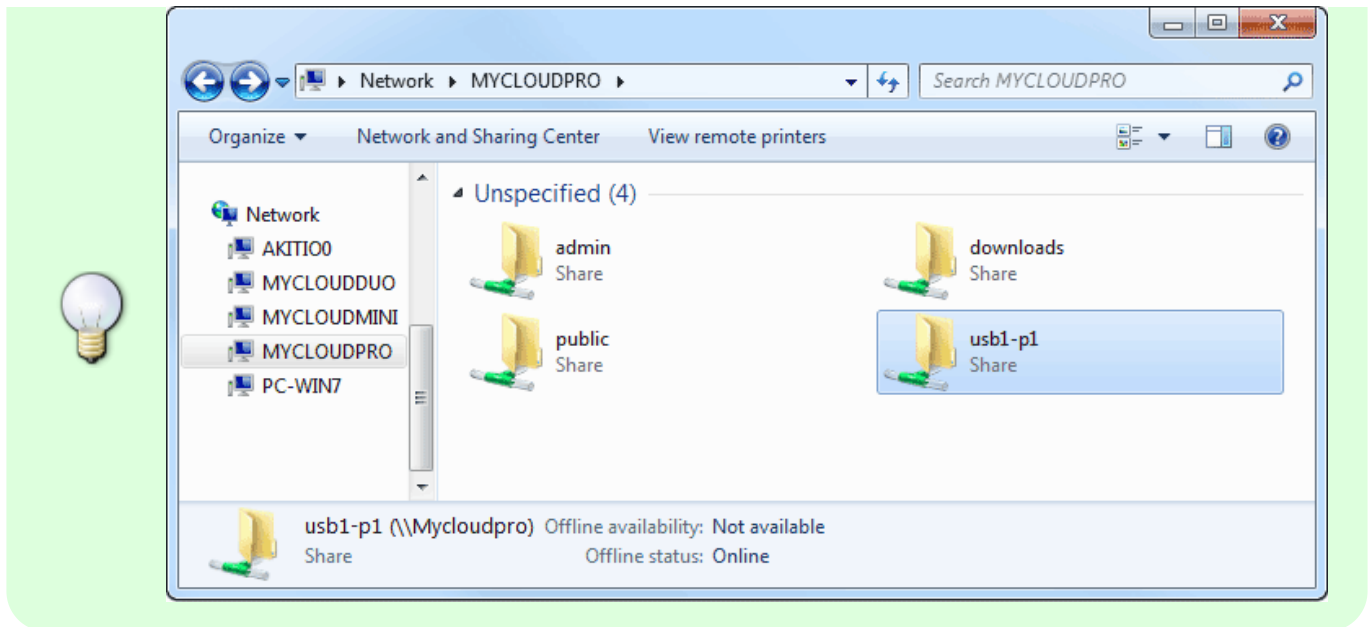 Network MYCLOUDPRO
Search MYCLOUDPRO
Organize Network and Sharing Center View remote printers
Network
AKITIO0
MYCLOUDDUO
MYCLOUDMINI
MYCLOUDPRO
PC-WIN7
Unspecified (4)
admin
Share
downloads
Share
public
Share
usb1-p1
Share
usb1-p1 (\\Mycloudpro) Offline availability: Not available
Share Offline status: Online